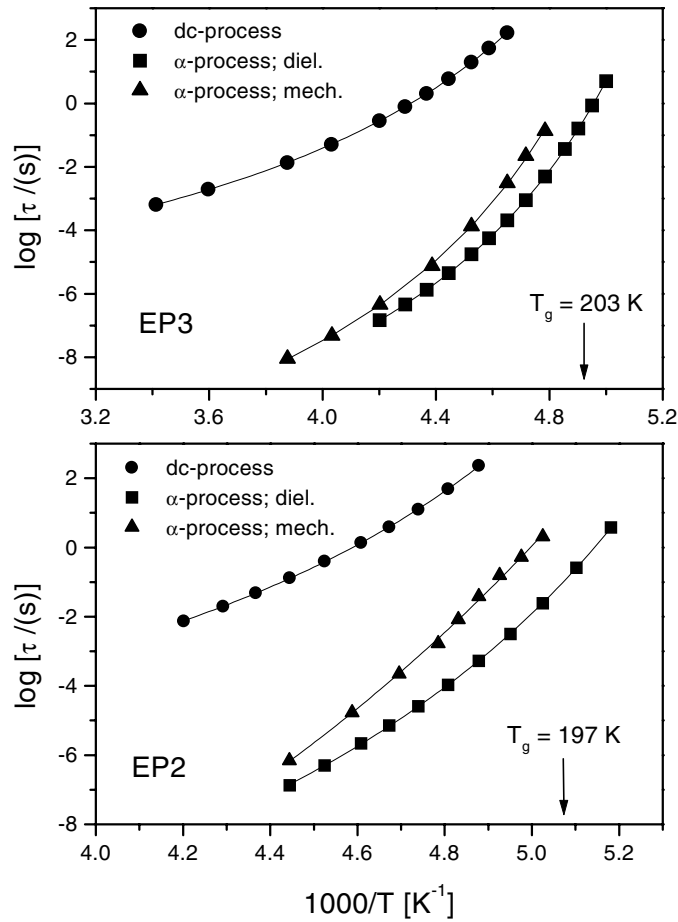 dc-process
α-process; diel.
α-process; mech.
2
0
-2
-4
-6
-8
log [τ /(s)]
EP3
T_g = 203 K
3.2 3.6 4.0 4.4 4.8 5.2
dc-process
α-process; diel.
α-process; mech.
2
0
-2
-4
-6
-8
log [τ /(s)]
EP2
T_g = 197 K
4.0 4.2 4.4 4.6 4.8 5.0 5.2
1000/T [K⁻¹]